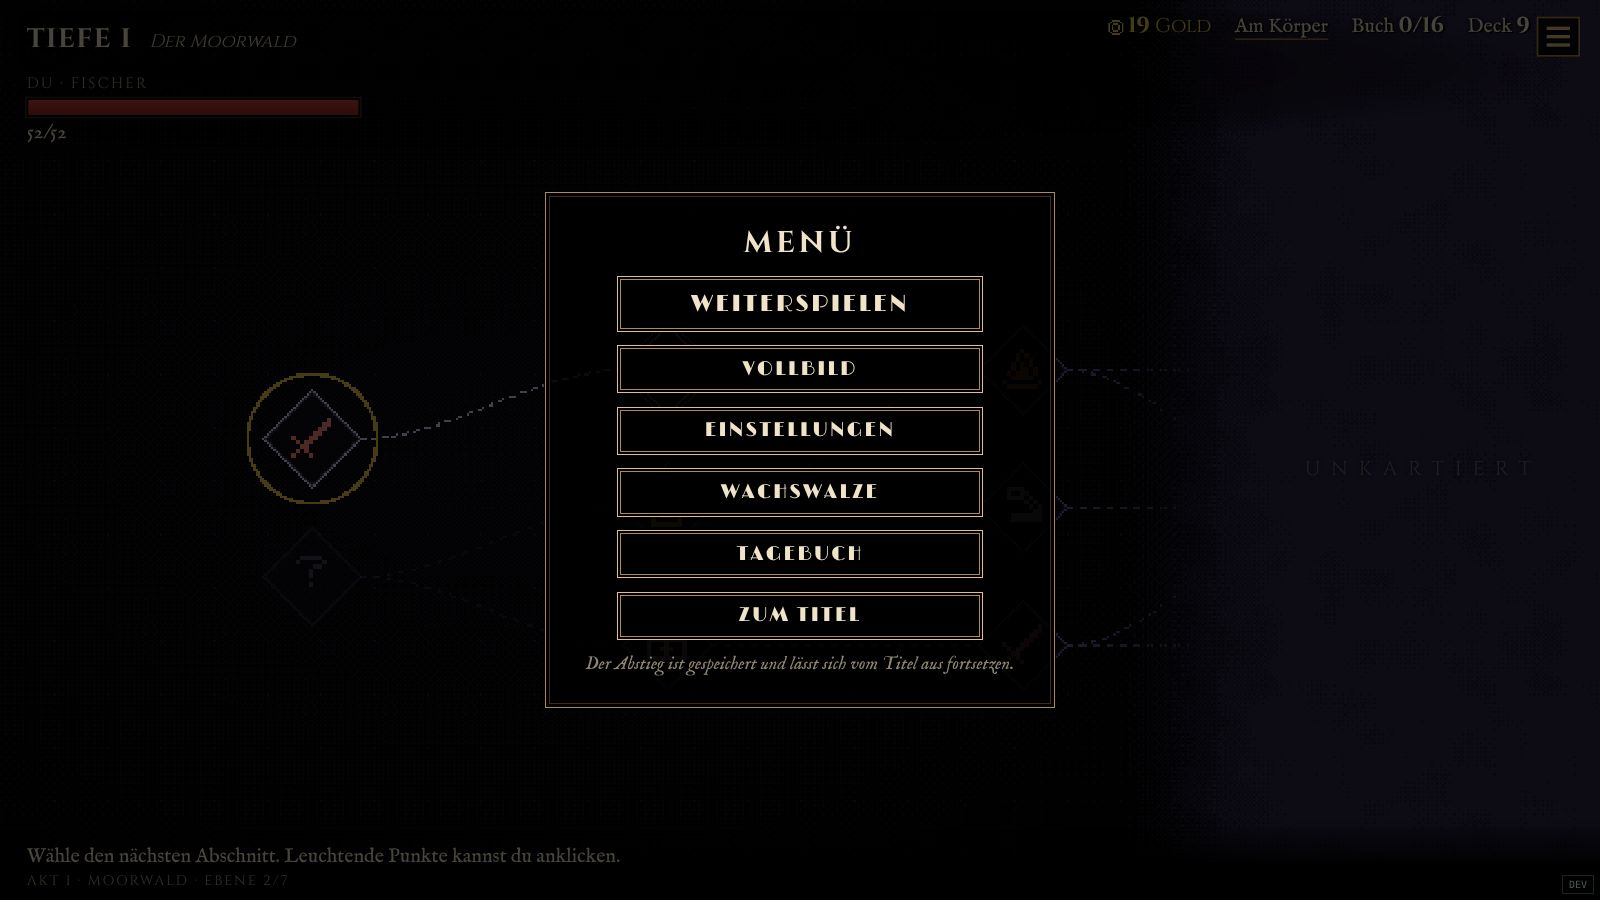 TIEFE I DER MOORWALD
19 GOLD Am Körper Buch 0/16 Deck 9
DU · FISCHER
52/52
MENÜ
WEITERSPIELEN
VOLLBILD
EINSTELLUNGEN
WACHSWALZE
TAGEBUCH
ZUM TITEL
Der Abstieg ist gespeichert und lässt sich vom Titel aus fortsetzen.
?
UNKARTIERT
Wähle den nächsten Abschnitt. Leuchtende Punkte kannst du anklicken.
AKT I · MOORWALD · EBENE 2/7
DEV